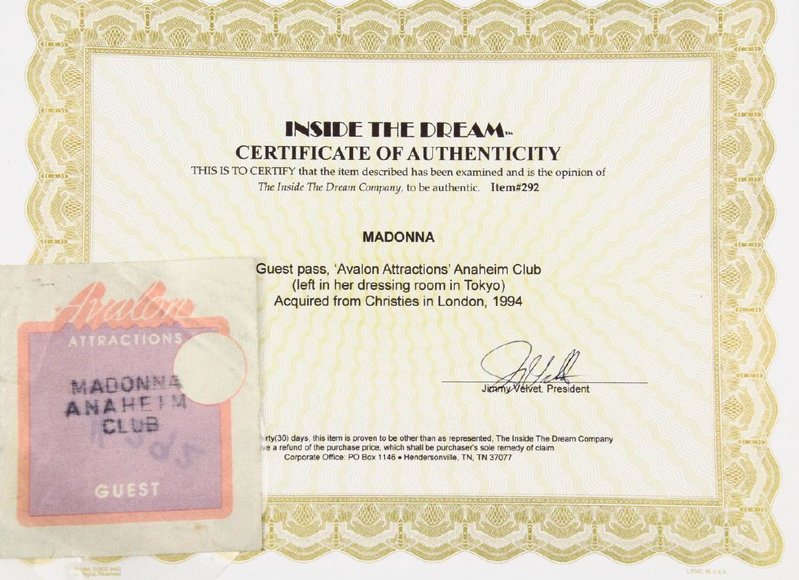 INSIDE THE DREAM™
CERTIFICATE OF AUTHENTICITY
THIS IS TO CERTIFY that the item described has been examined and is the opinion of
The Inside The Dream Company, to be authentic. Item#292
MADONNA
Guest pass, 'Avalon Attractions' Anaheim Club
(left in her dressing room in Tokyo)
Acquired from Christies in London, 1994
Jimmy Velvet, President
(30) days, this item is proven to be other than as represented, The Inside The Dream Company
a refund of the purchase price, which shall be purchaser's sole remedy of claim
Corporate Office: PO Box 1146 • Hendersonville, TN, TN 37077
Avalon
ATTRACTIONS
MADONNA
ANAHEIM
CLUB
GUEST
LITHO. IN U.S.A.